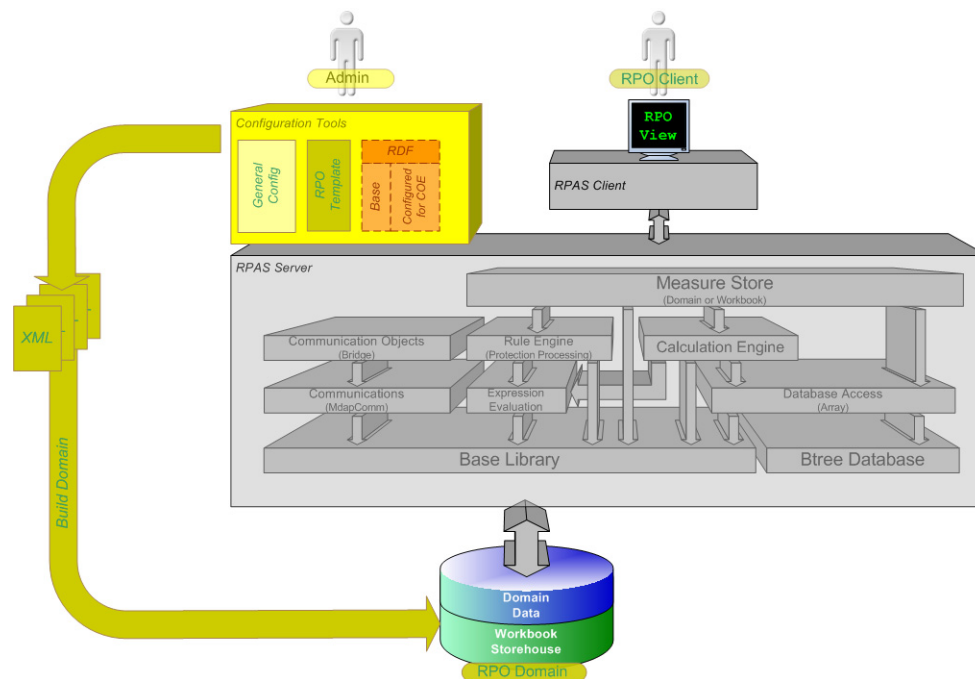 Admin
RPO Client
Configuration Tools
General
Config
RPO
Template
RDF
Base
Configured
for COE
RPO
View
RPAS Client
RPAS Server
Measure Store
(Domain or Workbook)
Communication Objects
(Bridge)
Rule Engine
(Protection Processing)
Calculation Engine
Communications
(MdapComm)
Expression
Evaluation
Database Access
(Array)
Base Library
Btree Database
XML
Build Domain
Domain
Data
Workbook
Storehouse
RPO Domain